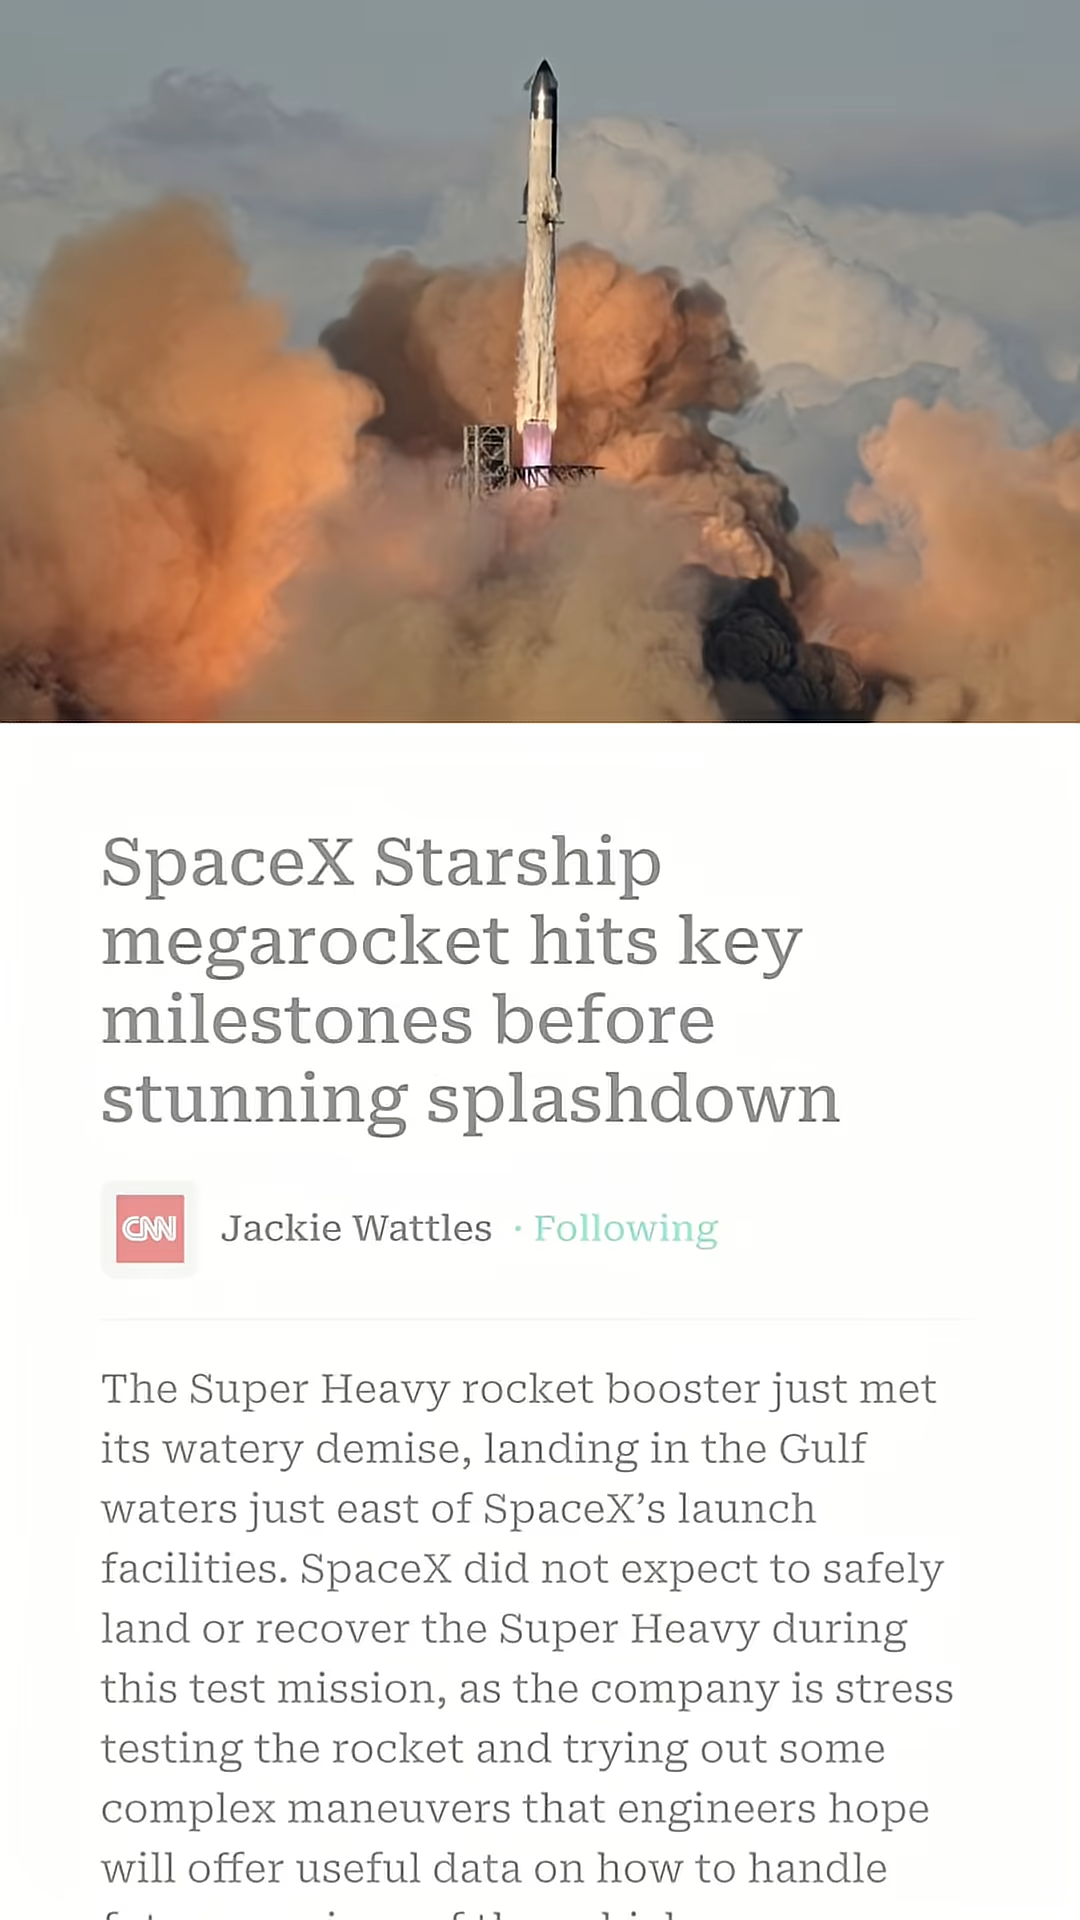 SpaceX Starship
megarocket hits key
milestones before
stunning splashdown
CNN
Jackie Wattles · Following
The Super Heavy rocket booster just met
its watery demise, landing in the Gulf
waters just east of SpaceX’s launch
facilities. SpaceX did not expect to safely
land or recover the Super Heavy during
this test mission, as the company is stress
testing the rocket and trying out some
complex maneuvers that engineers hope
will offer useful data on how to handle